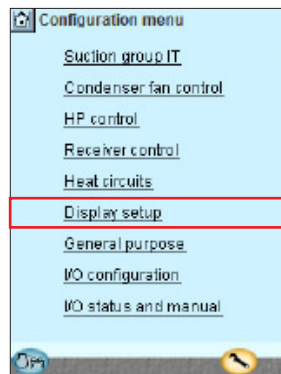 Configuration menu
Suction group IT
Condenser fan control
HP control
Receiver control
Heat circuits
Display setup
General purpose
I/O configuration
I/O status and manual